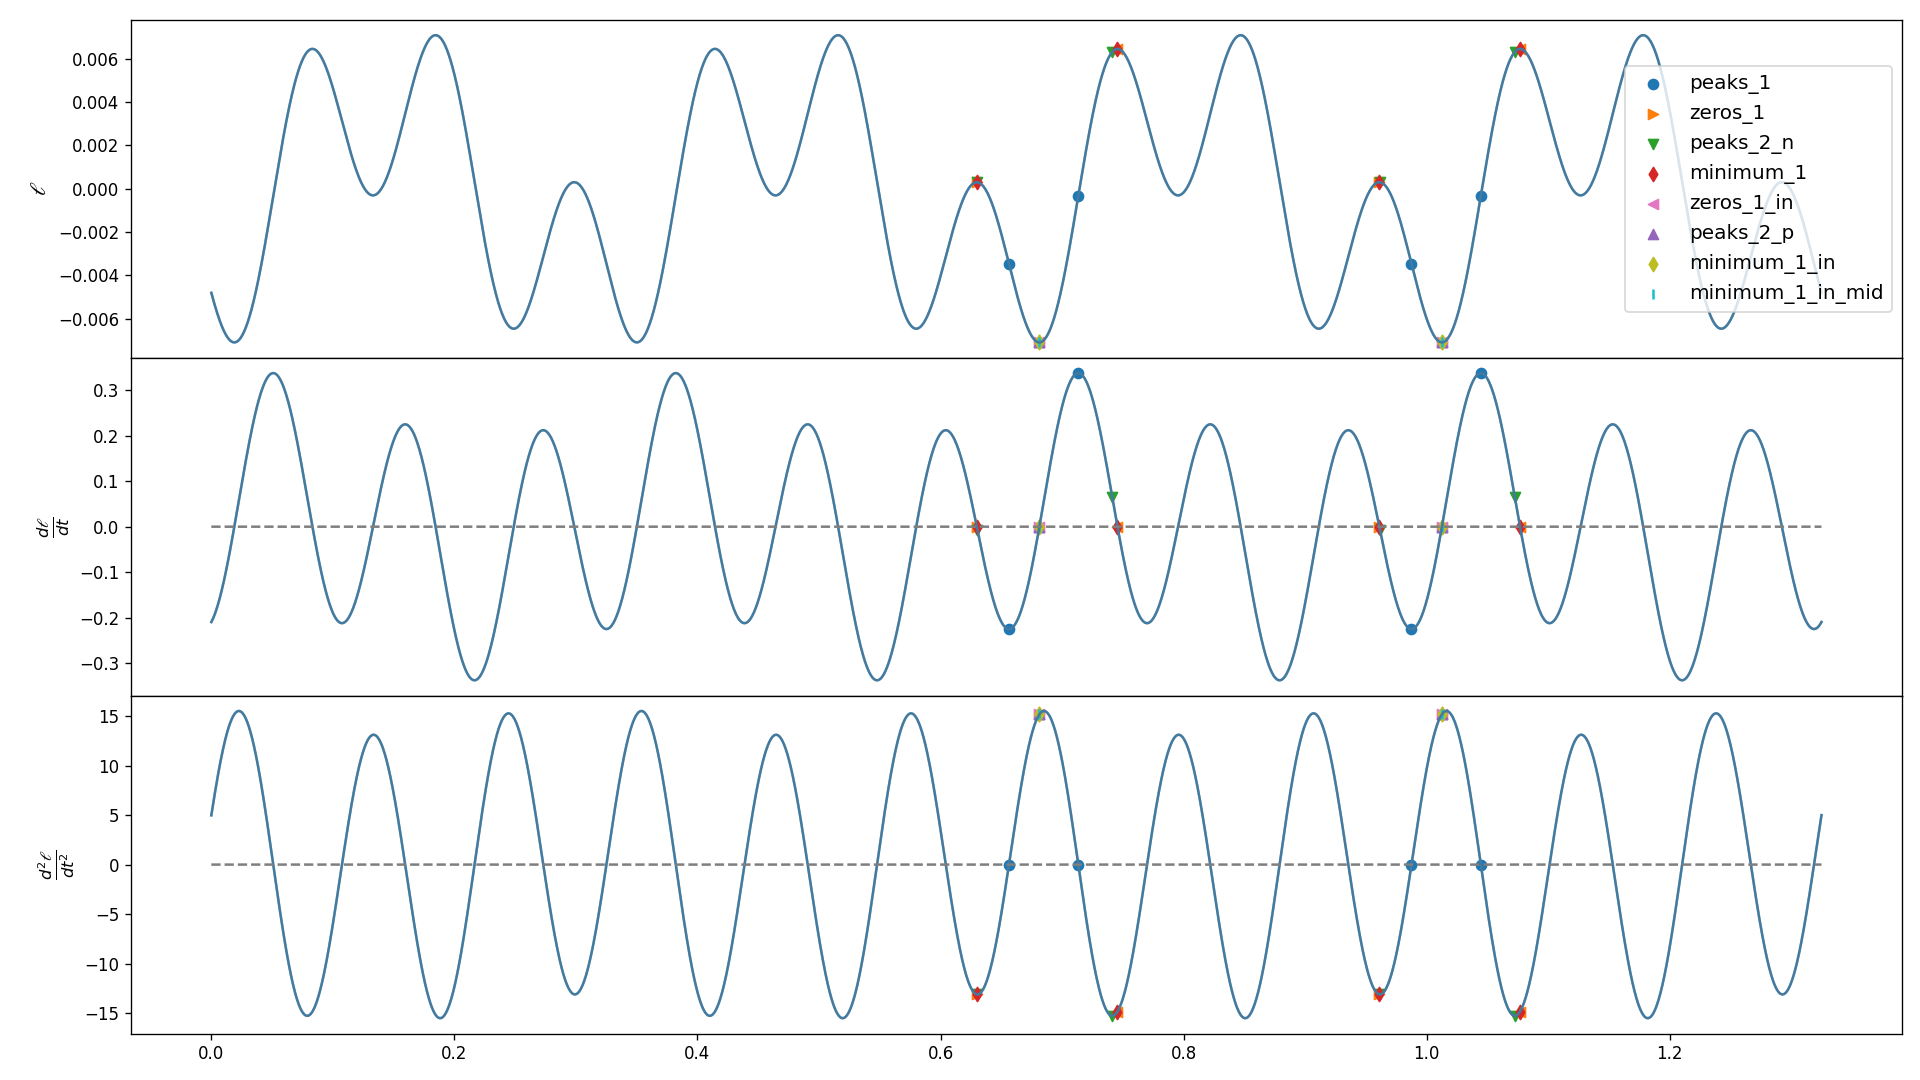 0.006
0.004
0.002
0.000
−0.002
−0.004
−0.006
ℓ
peaks_1
zeros_1
peaks_2_n
minimum_1
zeros_1_in
peaks_2_p
minimum_1_in
minimum_1_in_mid
0.3
0.2
0.1
0.0
−0.1
−0.2
−0.3
dℓ/dt
15
10
5
0
−5
−10
−15
d²ℓ/dt²
0.0 0.2 0.4 0.6 0.8 1.0 1.2